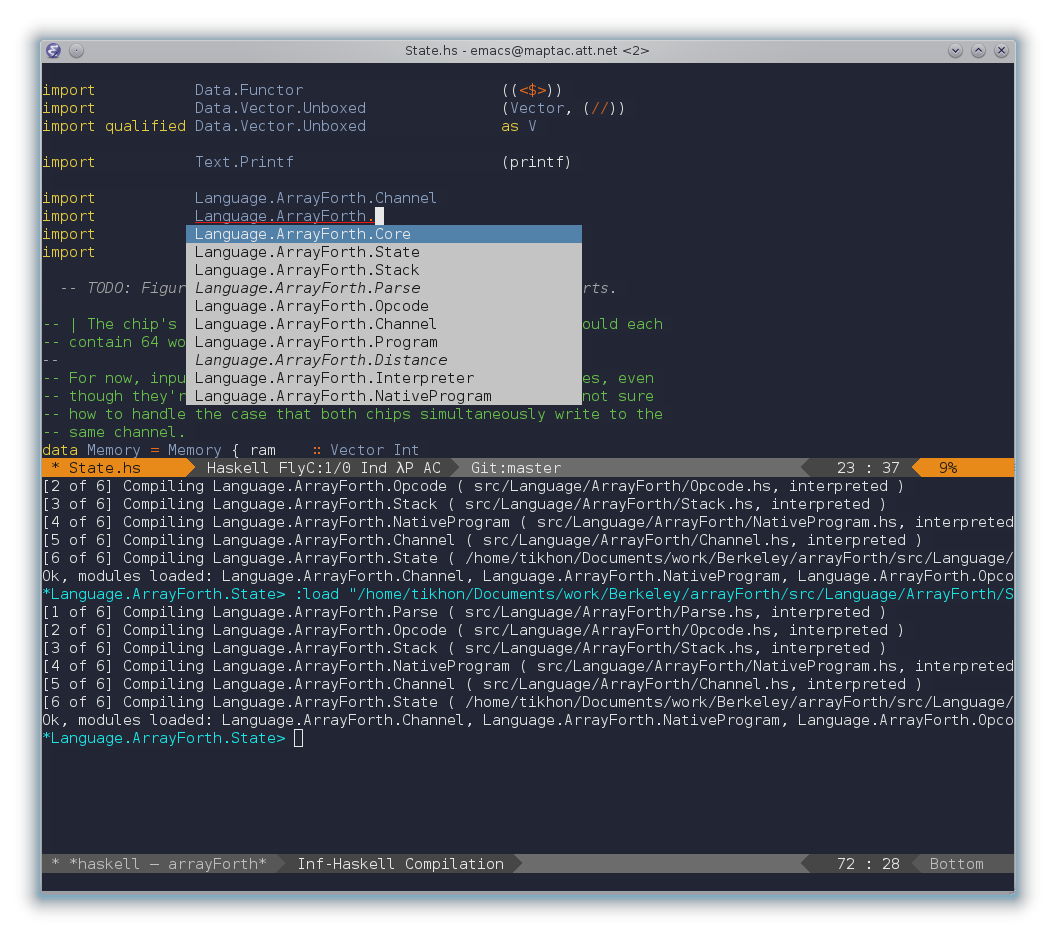 State.hs - emacs@maptac.att.net <2>
import Data.Functor ((<$>))
import Data.Vector.Unboxed (Vector, (//))
import qualified Data.Vector.Unboxed as V
import Text.Printf (printf)
import Language.ArrayForth.Channel
import Language.ArrayForth.
import Language.ArrayForth.Core
import Language.ArrayForth.State
Language.ArrayForth.Stack
-- TODO: Figur Language.ArrayForth.Parse rts.
Language.ArrayForth.Opcode
-- | The chip's Language.ArrayForth.Channel ould each
-- contain 64 wo Language.ArrayForth.Program
-- Language.ArrayForth.Distance
-- For now, inpu Language.ArrayForth.Interpreter es, even
-- though they'r Language.ArrayForth.NativeProgram not sure
-- how to handle the case that both chips simultaneously write to the
-- same channel.
data Memory = Memory { ram :: Vector Int
* State.hs Haskell FlyC:1/0 Ind λP AC Git:master 23 : 37 9%
[2 of 6] Compiling Language.ArrayForth.Opcode ( src/Language/ArrayForth/Opcode.hs, interpreted )
[3 of 6] Compiling Language.ArrayForth.Stack ( src/Language/ArrayForth/Stack.hs, interpreted )
[4 of 6] Compiling Language.ArrayForth.NativeProgram ( src/Language/ArrayForth/NativeProgram.hs, interpreted
[5 of 6] Compiling Language.ArrayForth.Channel ( src/Language/ArrayForth/Channel.hs, interpreted )
[6 of 6] Compiling Language.ArrayForth.State ( /home/tikhon/Documents/work/Berkeley/arrayForth/src/Language/
Ok, modules loaded: Language.ArrayForth.Channel, Language.ArrayForth.NativeProgram, Language.ArrayForth.Opco
*Language.ArrayForth.State> :load "/home/tikhon/Documents/work/Berkeley/arrayForth/src/Language/ArrayForth/S
[1 of 6] Compiling Language.ArrayForth.Parse ( src/Language/ArrayForth/Parse.hs, interpreted )
[2 of 6] Compiling Language.ArrayForth.Opcode ( src/Language/ArrayForth/Opcode.hs, interpreted )
[3 of 6] Compiling Language.ArrayForth.Stack ( src/Language/ArrayForth/Stack.hs, interpreted )
[4 of 6] Compiling Language.ArrayForth.NativeProgram ( src/Language/ArrayForth/NativeProgram.hs, interpreted
[5 of 6] Compiling Language.ArrayForth.Channel ( src/Language/ArrayForth/Channel.hs, interpreted )
[6 of 6] Compiling Language.ArrayForth.State ( /home/tikhon/Documents/work/Berkeley/arrayForth/src/Language/
Ok, modules loaded: Language.ArrayForth.Channel, Language.ArrayForth.NativeProgram, Language.ArrayForth.Opco
*Language.ArrayForth.State>
* *haskell — arrayForth* Inf-Haskell Compilation 72 : 28 Bottom